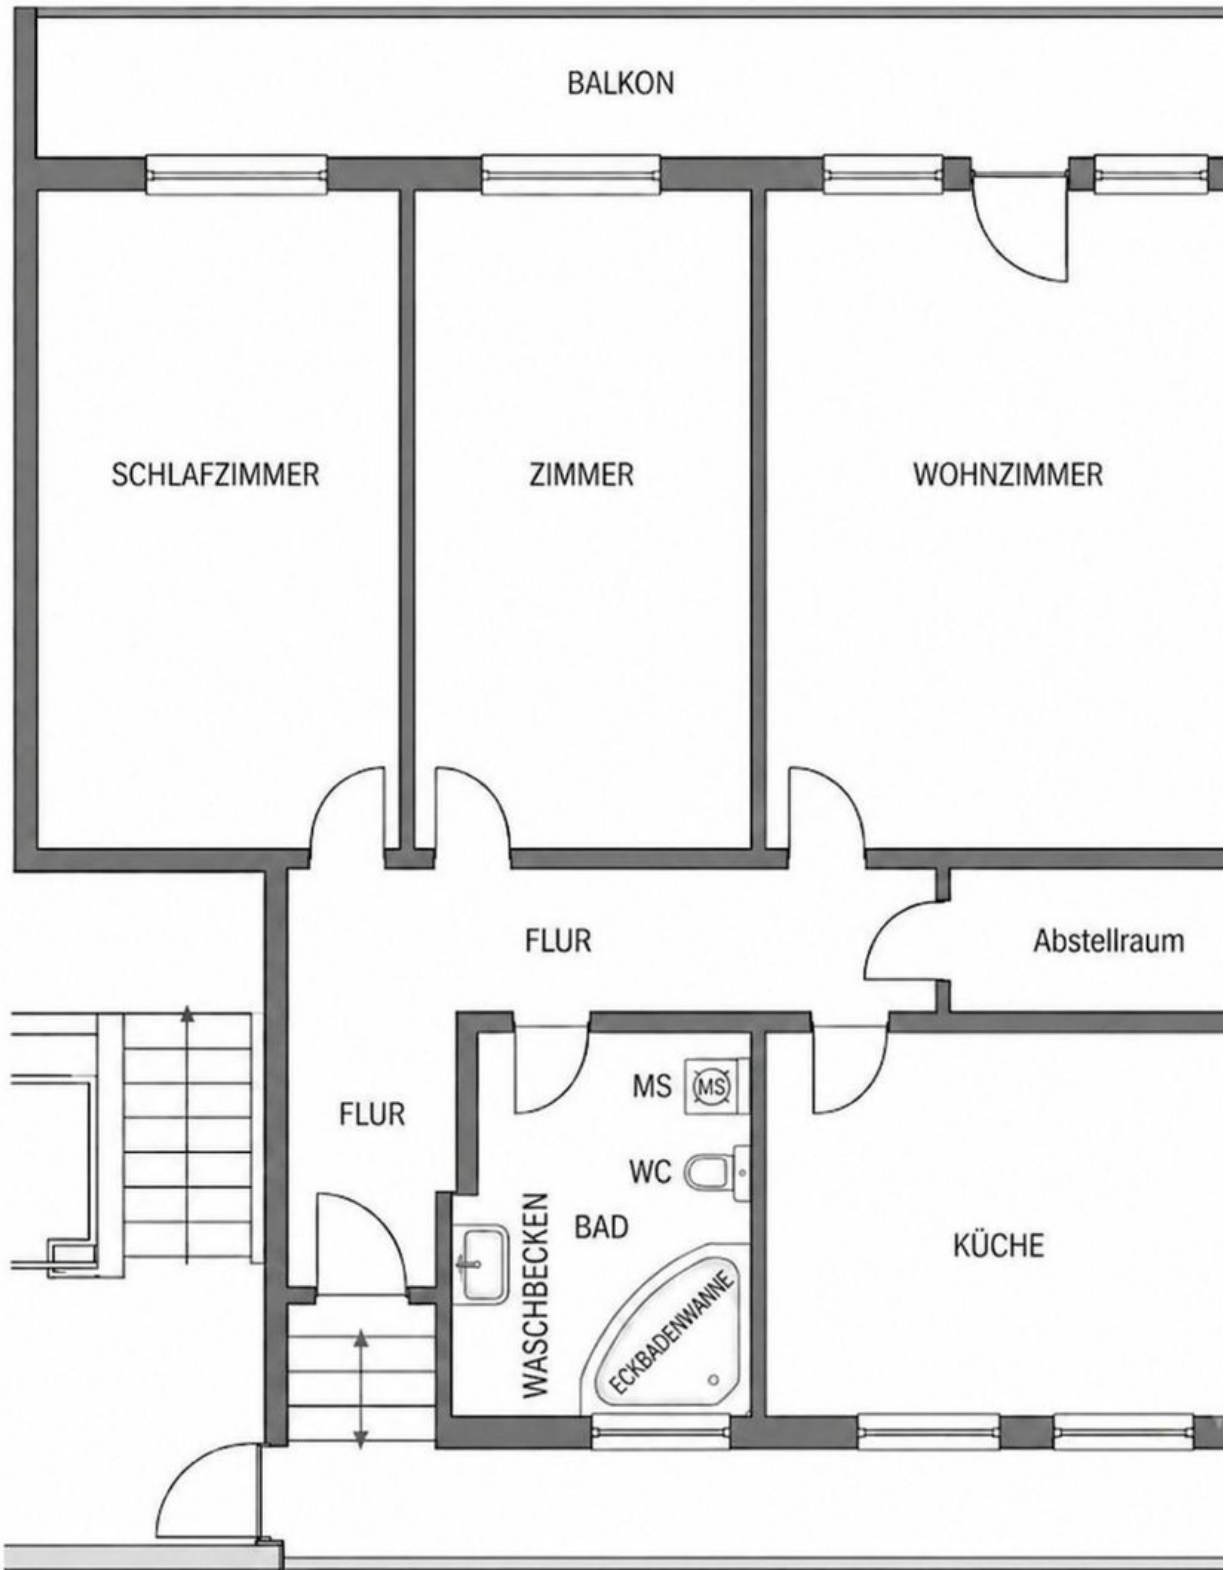 BALKON
SCHLAFZIMMER
ZIMMER
WOHNZIMMER
FLUR
Abstellraum
FLUR
MS
MS
WC
BAD
WASCHBECKEN
ECKBADENWANNE
KÜCHE